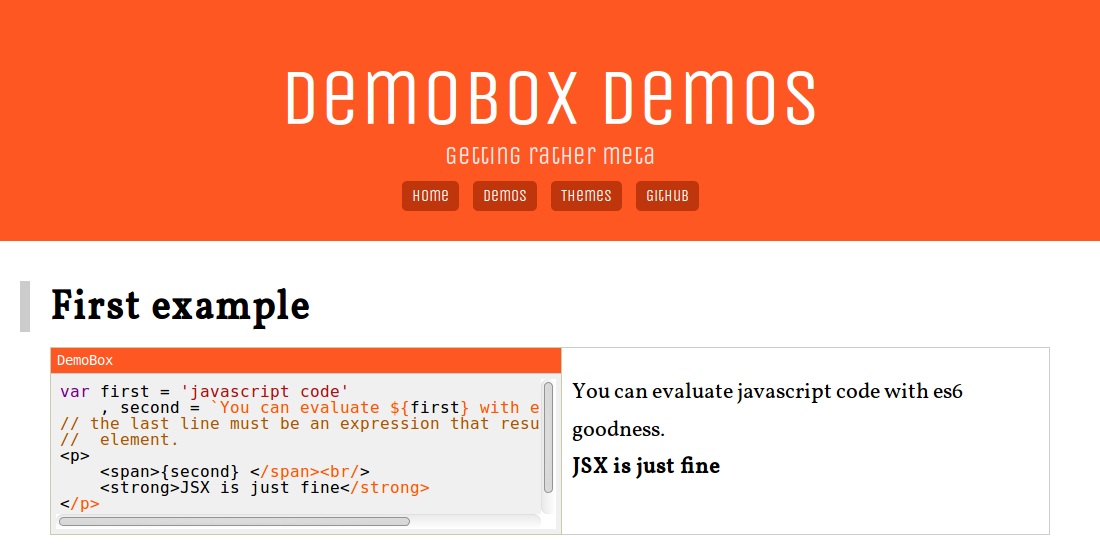 DEMOBOX DEMOS
Getting rather meta
Home Demos Themes GitHub
First example
DemoBox
var first = 'javascript code'
    , second = `You can evaluate ${first} with e
// the last line must be an expression that resu
//  element.
<p>
    <span>{second} </span><br/>
    <strong>JSX is just fine</strong>
</p>
You can evaluate javascript code with es6
goodness.
JSX is just fine